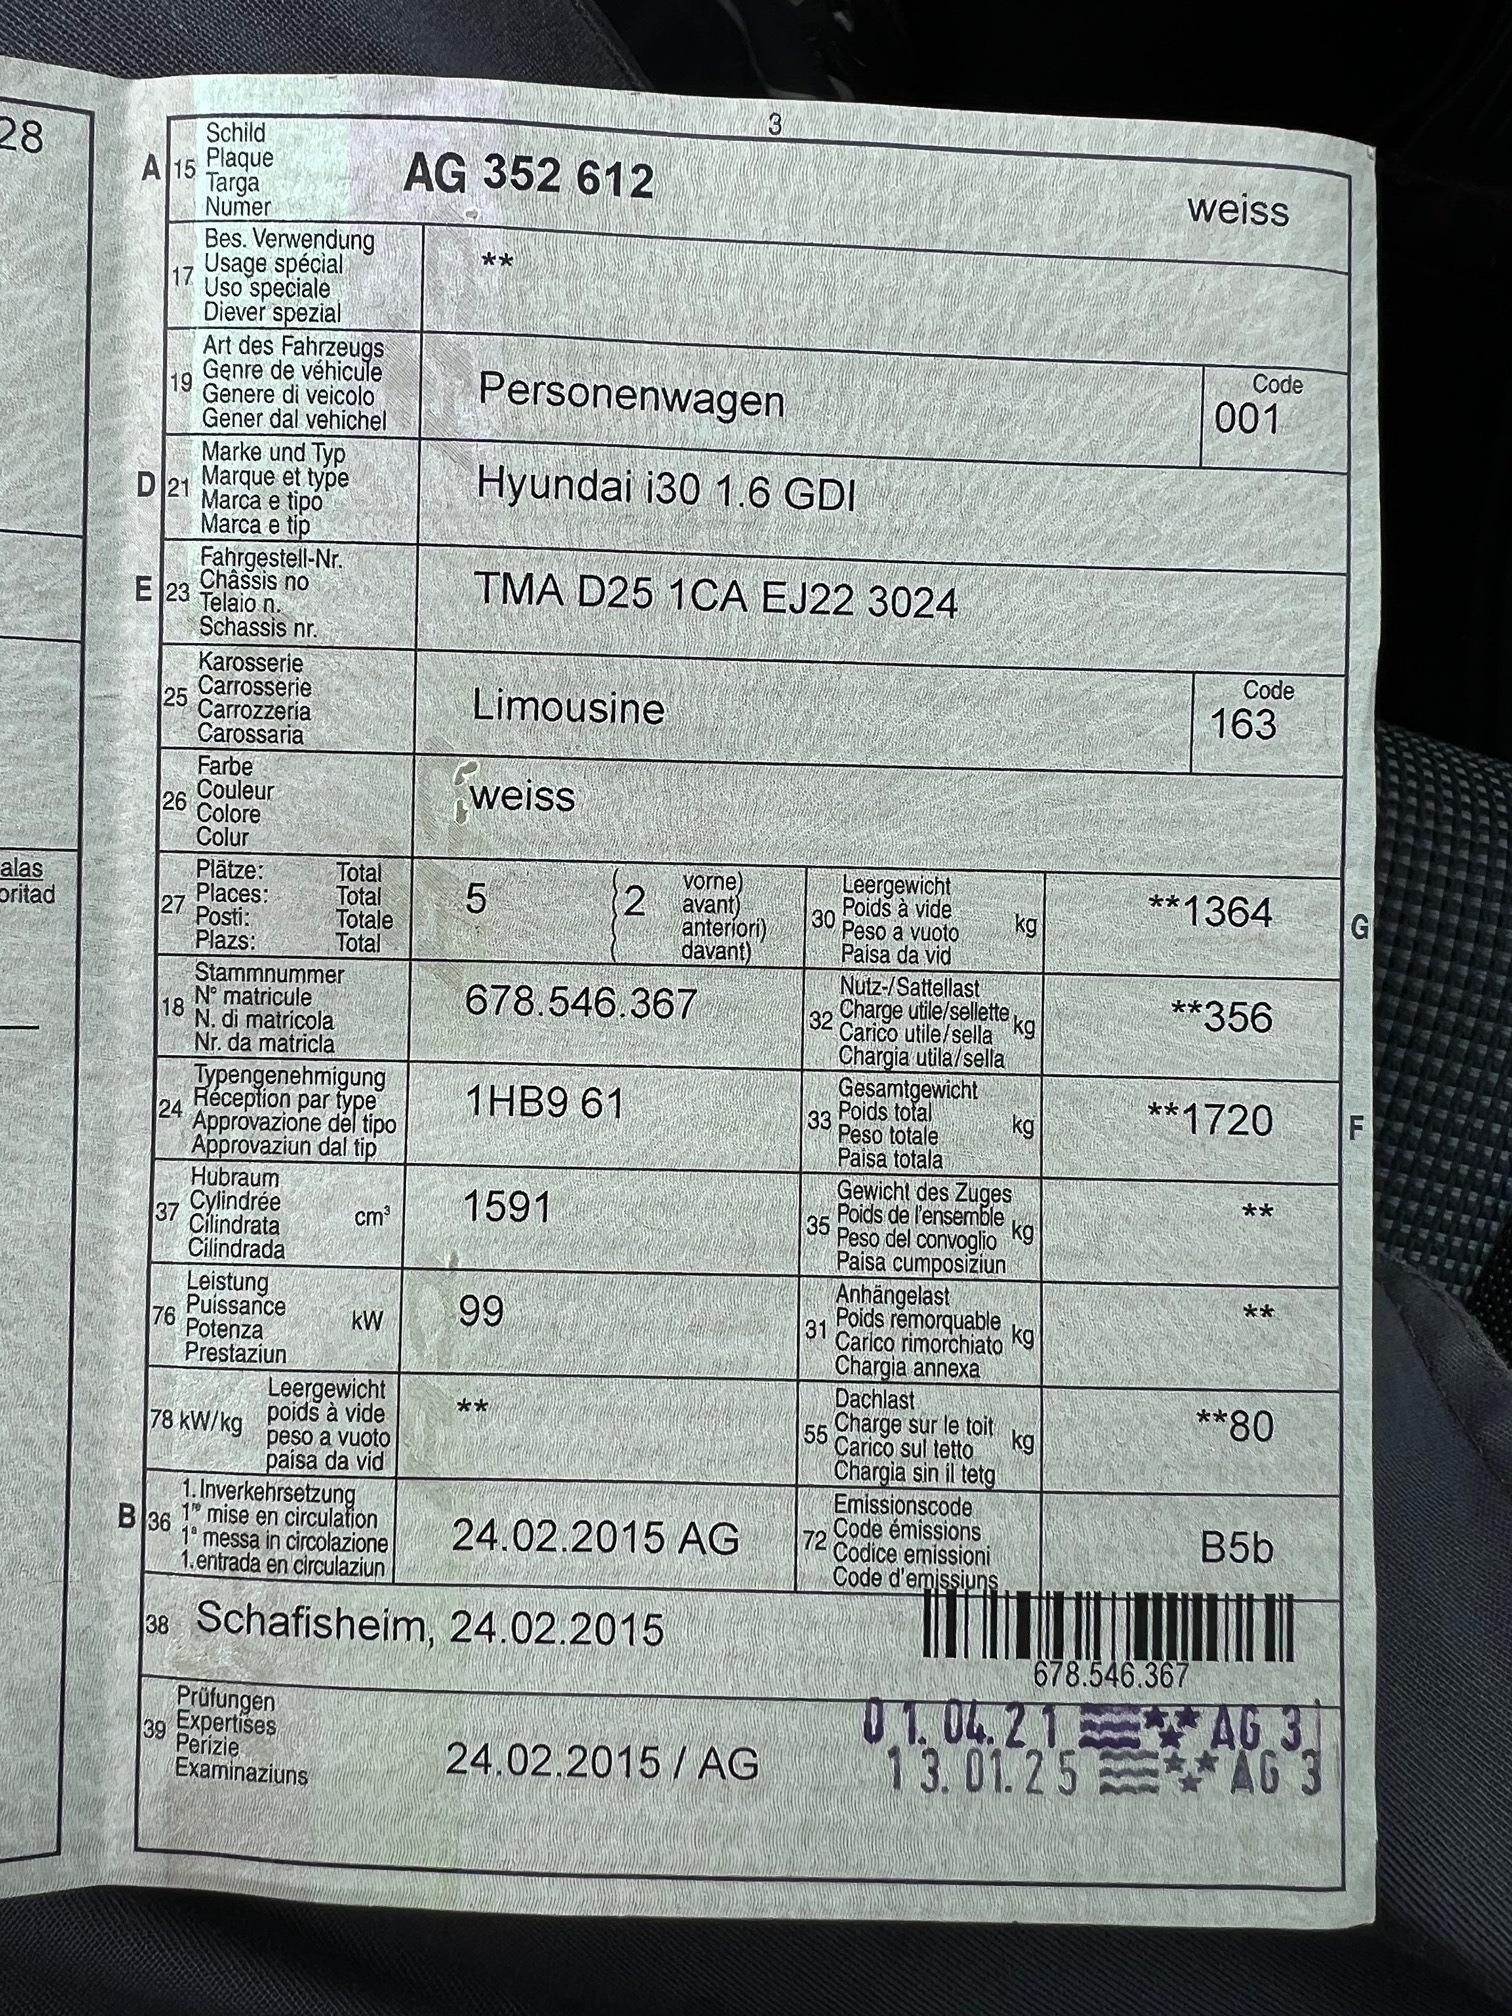 28
alas
oritad
3
A 15 Schild
Plaque
Targa
Numer
AG 352 612
weiss
17 Bes. Verwendung
Usage spécial
Uso speciale
Diever spezial
**
19 Art des Fahrzeugs
Genre de véhicule
Genere di veicolo
Gener dal vehichel
Personenwagen
Code
001
D 21 Marke und Typ
Marque et type
Marca e tipo
Marca e tip
Hyundai i30 1.6 GDI
E 23 Fahrgestell-Nr.
Châssis no
Telaio n.
Schassis nr.
TMA D25 1CA EJ22 3024
25 Karosserie
Carrosserie
Carrozzeria
Carossaria
Limousine
Code
163
26 Farbe
Couleur
Colore
Colur
weiss
27 Plätze: Total
Places: Total
Posti: Totale
Plazs: Total
5 (2 vorne)
avant)
anteriori)
davant)
30 Leergewicht
Poids à vide
Peso a vuoto
Paisa da vid
kg
**1364
G
18 Stammnummer
N° matricule
N. di matricola
Nr. da matricla
678.546.367
32 Nutz-/Sattellast
Charge utile/sellette
Carico utile/sella
Chargia utila/sella
kg
**356
24 Typengenehmigung
Réception par type
Approvazione del tipo
Approvaziun dal tip
1HB9 61
33 Gesamtgewicht
Poids total
Peso totale
Paisa totala
kg
**1720
F
37 Hubraum
Cylindrée
Cilindrata
Cilindrada
cm³
1591
35 Gewicht des Zuges
Poids de l'ensemble
Peso del convoglio
Paisa cumposiziun
kg
**
76 Leistung
Puissance
Potenza
Prestaziun
kW
99
31 Anhängelast
Poids remorquable
Carico rimorchiato
Chargia annexa
kg
**
78 kW/kg Leergewicht
poids à vide
peso a vuoto
paisa da vid
**
55 Dachlast
Charge sur le toit
Carico sul tetto
Chargia sin il tetg
kg
**80
B 36 1. Inverkehrsetzung
1re mise en circulation
1a messa in circolazione
1. entrada en circulaziun
24.02.2015 AG
72 Emissionscode
Code émissions
Codice emissioni
Code d'emissiuns
B5b
38 Schafisheim, 24.02.2015
678.546.367
39 Prüfungen
Expertises
Perizie
Examinaziuns
24.02.2015 / AG
01.04.21 AG 3
13.01.25 AG 3